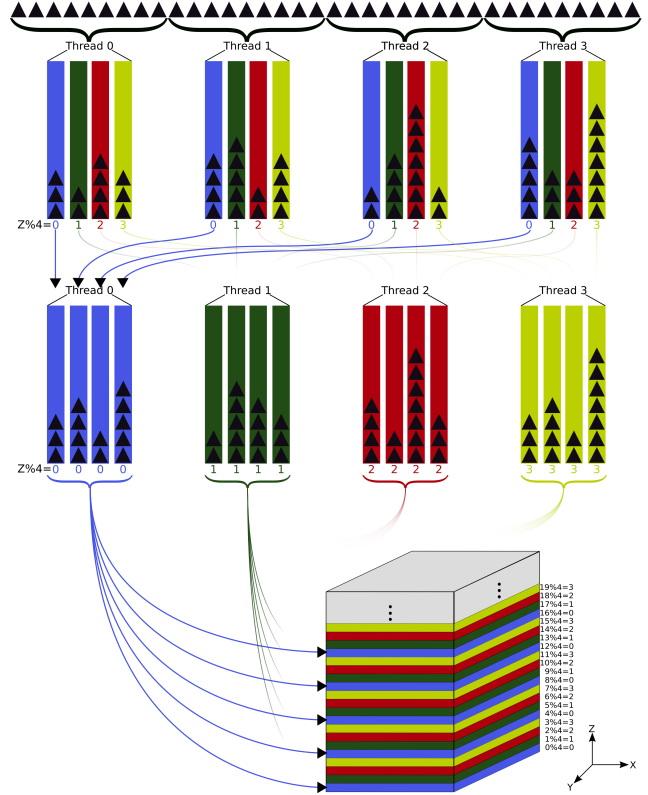 Thread 0 Thread 1 Thread 2 Thread 3
Z%4=0 1 2 3 0 1 2 3 0 1 2 3 0 1 2 3
Thread 0 Thread 1 Thread 2 Thread 3
Z%4=0 0 0 0 1 1 1 1 2 2 2 2 3 3 3 3
19%4=3
18%4=2
17%4=1
16%4=0
15%4=3
14%4=2
13%4=1
12%4=0
11%4=3
10%4=2
9%4=1
8%4=0
7%4=3
6%4=2
5%4=1
4%4=0
3%4=3
2%4=2
1%4=1
0%4=0
Z
X
Y